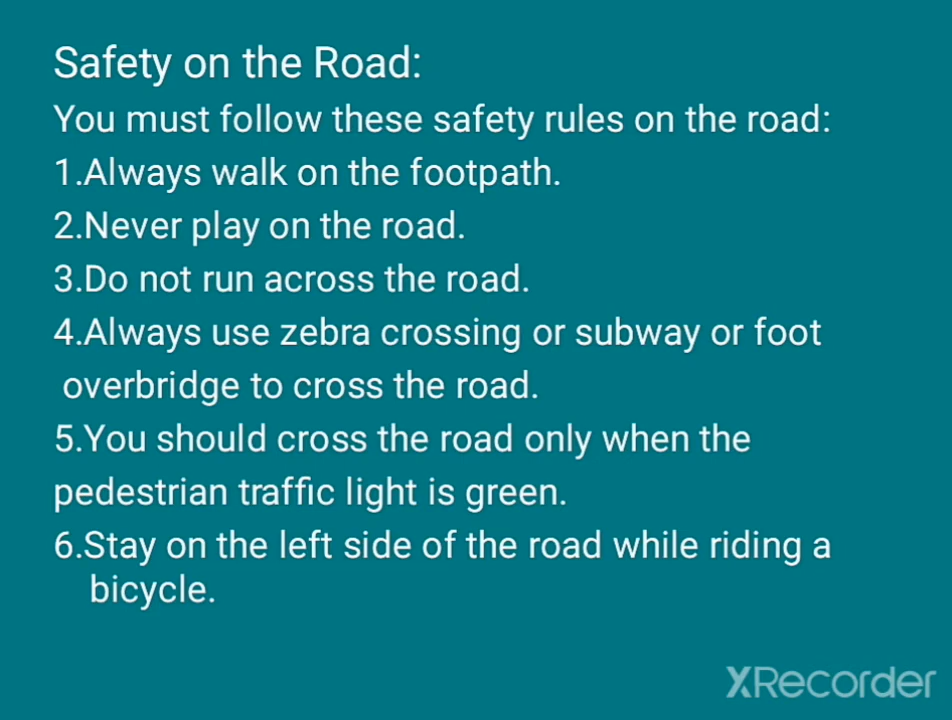 Safety on the Road:
You must follow these safety rules on the road:
1.Always walk on the footpath.
2.Never play on the road.
3.Do not run across the road.
4.Always use zebra crossing or subway or foot
overbridge to cross the road.
5.You should cross the road only when the
pedestrian traffic light is green.
6.Stay on the left side of the road while riding a
bicycle.
XRecorder